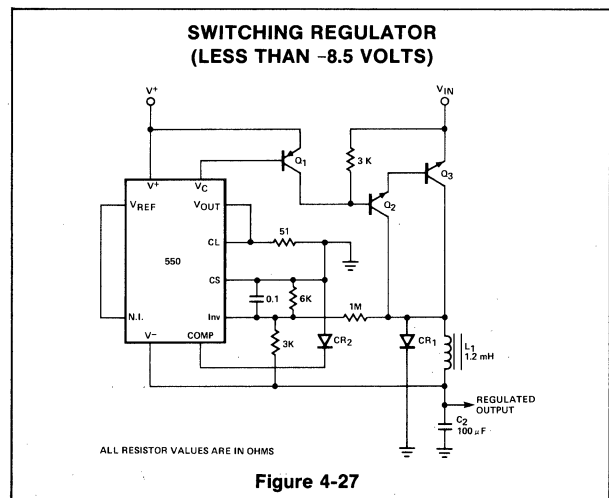 SWITCHING REGULATOR
(LESS THAN −8.5 VOLTS)
V+
VIN
Q1
3 K
Q3
Q2
V+
VC
VREF
VOUT
51
CL
550
CS
0.1
6K
1M
N.I.
Inv
V−
COMP
3K
CR2
CR1
L1
1.2 mH
REGULATED
OUTPUT
C2
100 μF
ALL RESISTOR VALUES ARE IN OHMS
Figure 4-27